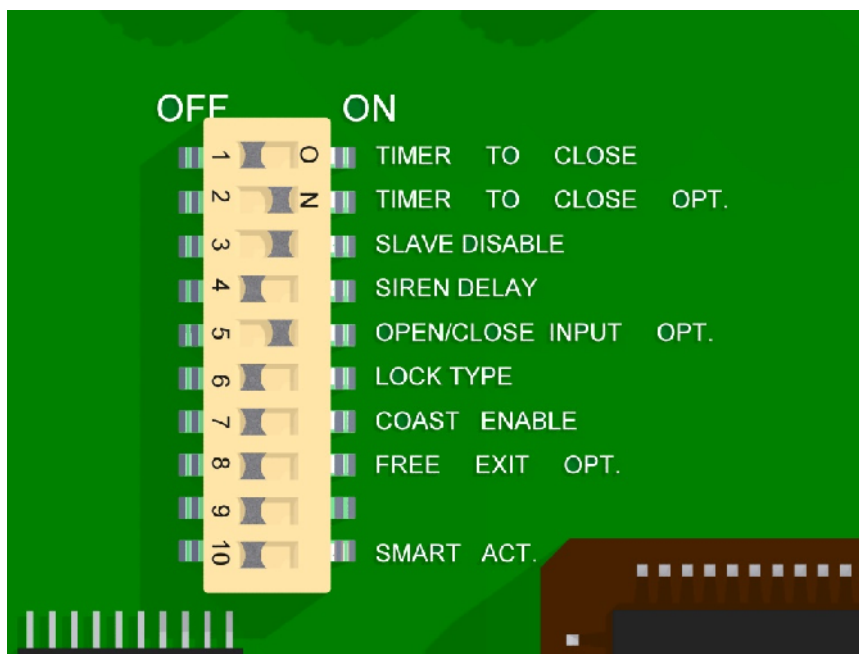 OFF ON
1 O TIMER TO CLOSE
2 N TIMER TO CLOSE OPT.
3 SLAVE DISABLE
4 SIREN DELAY
5 OPEN/CLOSE INPUT OPT.
6 LOCK TYPE
7 COAST ENABLE
8 FREE EXIT OPT.
9
10 SMART ACT.